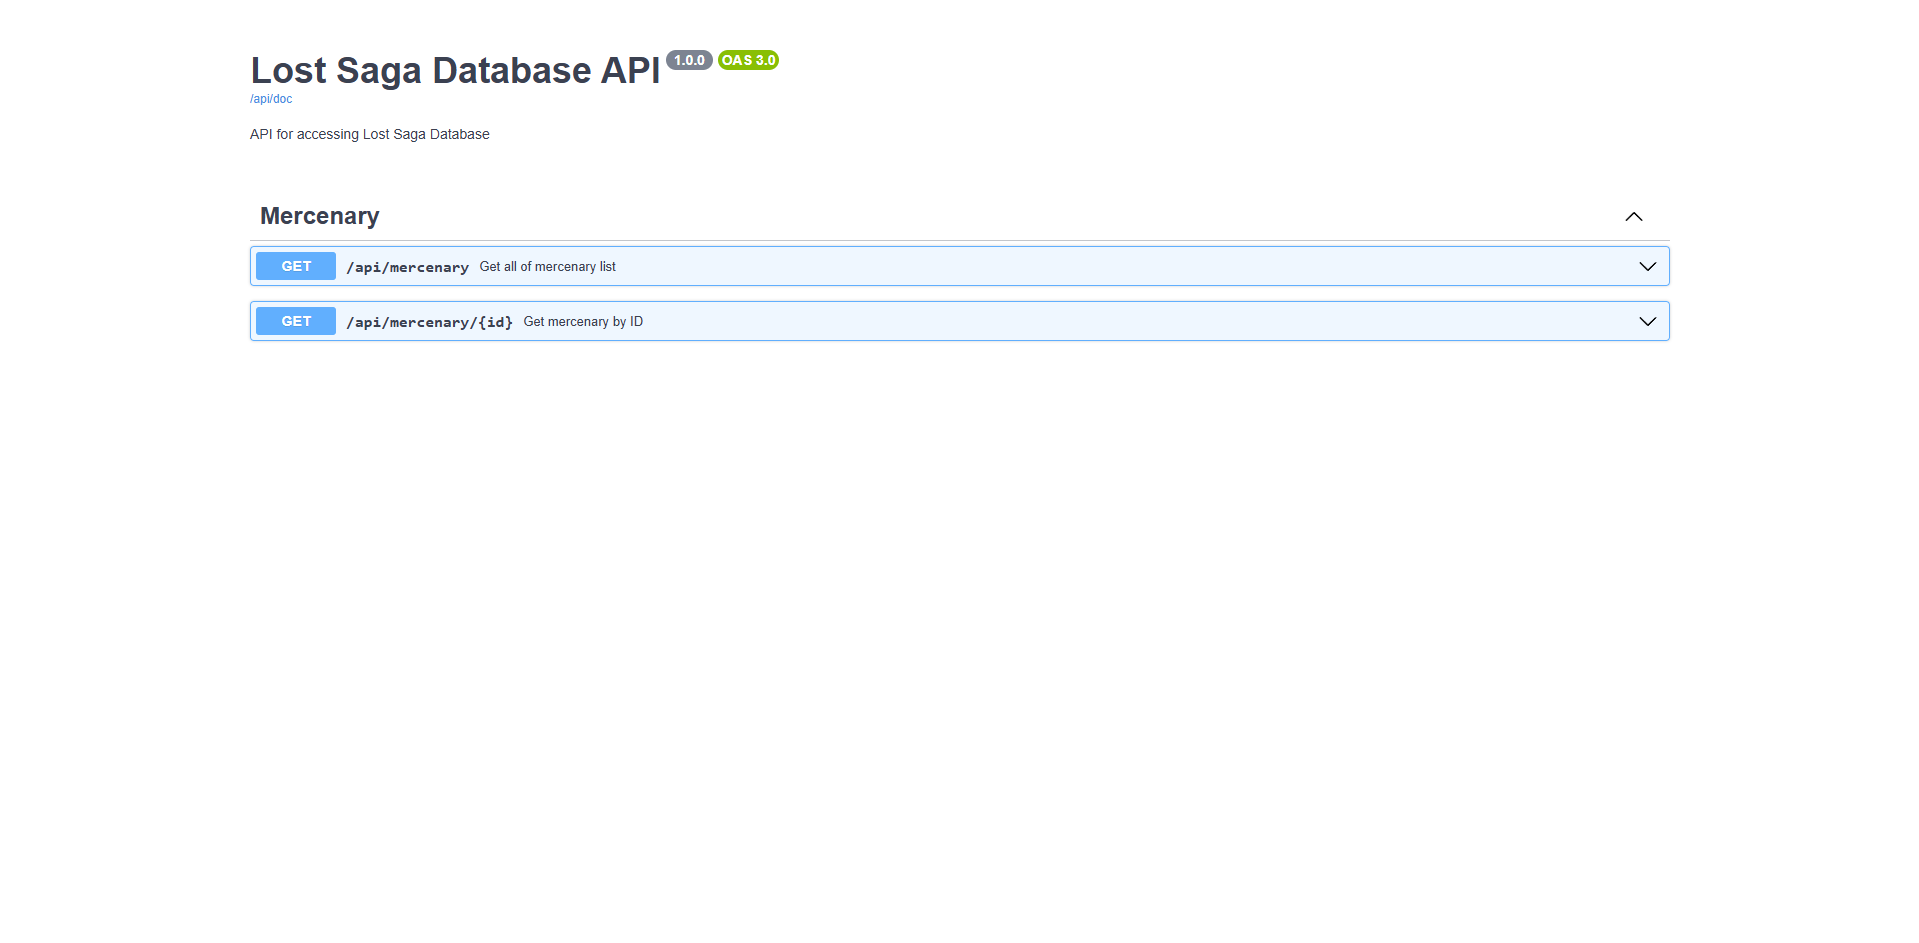 Lost Saga Database API 1.0.0 OAS 3.0
/api/doc
API for accessing Lost Saga Database
Mercenary
GET /api/mercenary Get all of mercenary list
GET /api/mercenary/{id} Get mercenary by ID